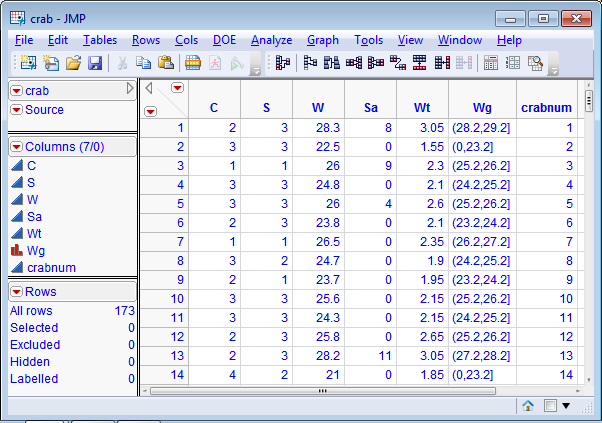 crab - JMP
File Edit Tables Rows Cols DOE Analyze Graph Tools View Window Help
crab
Source
Columns (7/0)
C
S
W
Sa
Wt
Wg
crabnum
Rows
All rows 173
Selected 0
Excluded 0
Hidden 0
Labelled 0
C S W Sa Wt Wg crabnum
1 2 3 28.3 8 3.05 (28.2,29.2] 1
2 3 3 22.5 0 1.55 (0,23.2] 2
3 1 1 26 9 2.3 (25.2,26.2] 3
4 3 3 24.8 0 2.1 (24.2,25.2] 4
5 3 3 26 4 2.6 (25.2,26.2] 5
6 2 3 23.8 0 2.1 (23.2,24.2] 6
7 1 1 26.5 0 2.35 (26.2,27.2] 7
8 3 2 24.7 0 1.9 (24.2,25.2] 8
9 2 1 23.7 0 1.95 (23.2,24.2] 9
10 3 3 25.6 0 2.15 (25.2,26.2] 10
11 3 3 24.3 0 2.15 (24.2,25.2] 11
12 2 3 25.8 0 2.65 (25.2,26.2] 12
13 2 3 28.2 11 3.05 (27.2,28.2] 13
14 4 2 21 0 1.85 (0,23.2] 14